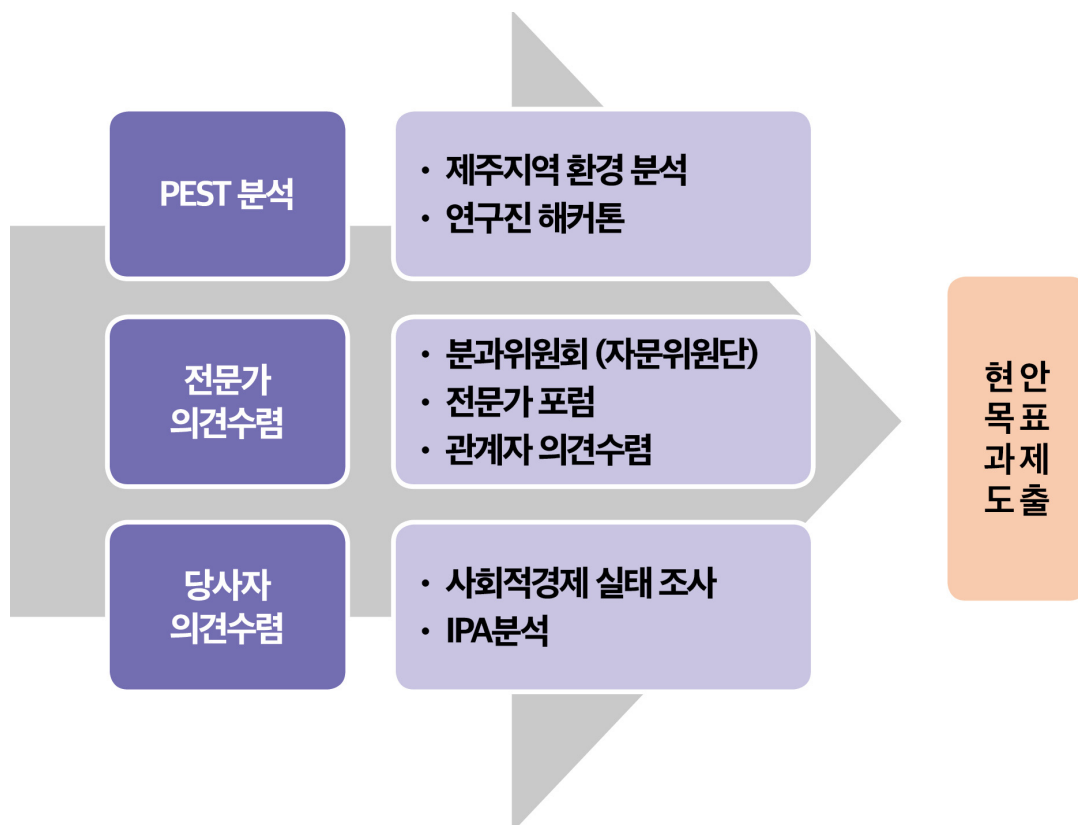 PEST 분석
• 제주지역 환경 분석
• 연구진 해커톤
전문가
의견수렴
• 분과위원회 (자문위원단)
• 전문가 포럼
• 관계자 의견수렴
당사자
의견수렴
• 사회적경제 실태 조사
• IPA분석
현안
목표
과제
도출